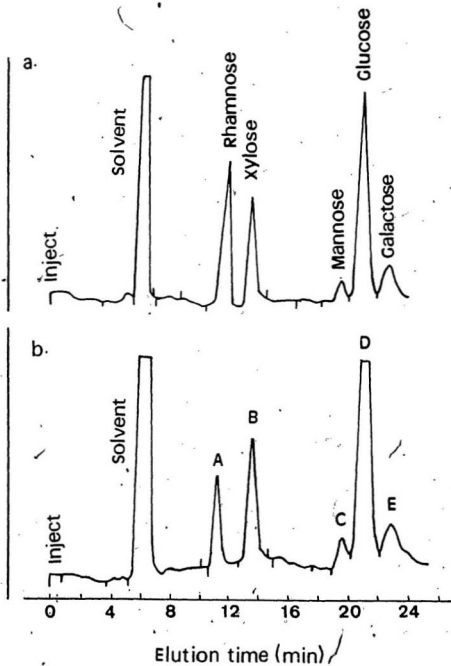 a.
Inject
Solvent
Rhamnose
xylose
Mannose
Glucose
Galactose
b.
Inject
Solvent
A
B
C
D
E
0 4 8 12 16 20 24
Elution time (min)